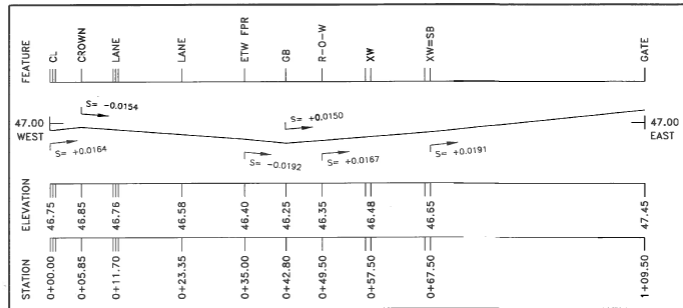 FEATURE
CL
CROWN
LANE
LANE
ETW FPR
GB
R-O-W
XW
XW=SB
GATE
S= -0.0154
S= +0.0150
47.00
WEST
S= +0.0164
S= -0.0192
S= +0.0167
S= +0.0191
47.00
EAST
ELEVATION
46.75
46.85
46.76
46.58
46.40
46.25
46.35
46.48
46.65
47.45
STATION
0+00.00
0+05.85
0+11.70
0+23.35
0+35.00
0+42.80
0+49.50
0+57.50
0+67.50
1+09.50